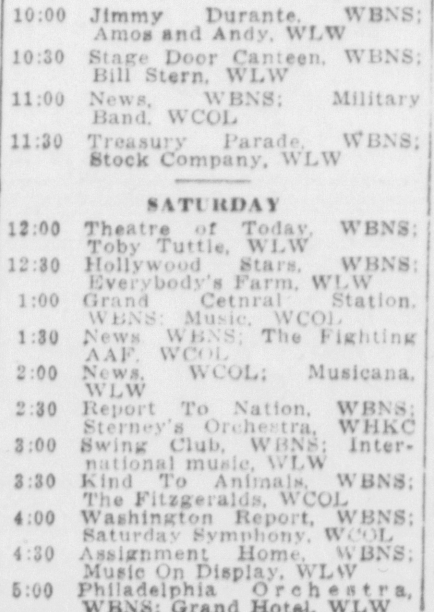 10:00 Jimmy Durante, WBNS;
Amos and Andy, WLW
10:30 Stage Door Canteen, WBNS;
Bill Stern, WLW
11:00 News, WBNS; Military
Band, WCOL
11:30 Treasury Parade, WBNS;
Stock Company, WLW
SATURDAY
12:00 Theatre of Today, WBNS;
Toby Tuttle, WLW
12:30 Hollywood Stars, WBNS;
Everybody's Farm, WLW
1:00 Grand Cetnral Station,
WBNS; Music, WCOL
1:30 News WBNS; The Fighting
AAF, WCOL
2:00 News, WCOL; Musicana,
WLW
2:30 Report To Nation, WBNS;
Sterney's Orchestra, WHKC
3:00 Swing Club, WBNS; Inter-
national music, WLW
3:30 Kind To Animals, WBNS;
The Fitzgeralds, WCOL
4:00 Washington Report, WBNS;
Saturday Symphony, WCOL
4:30 Assignment Home, WBNS;
Music On Display, WLW
5:00 Philadelphia Orchestra,
WBNS; Grand Hotel, WLW